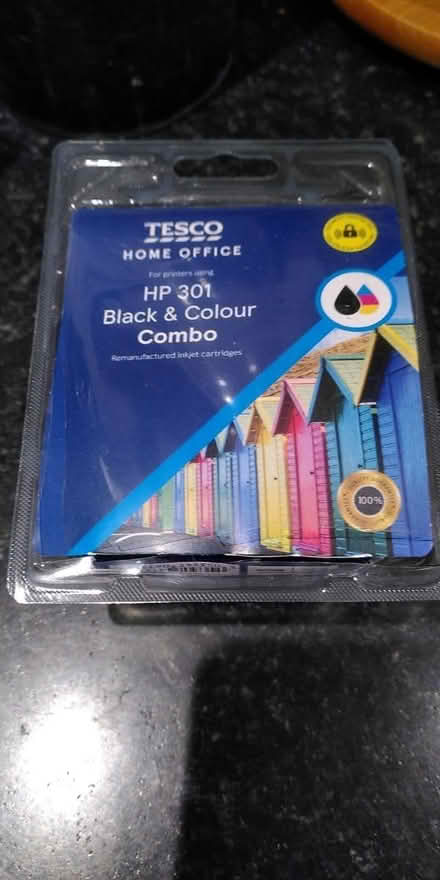 TESCO
HOME OFFICE
For printers using
HP 301
Black & Colour
Combo
Remanufactured inkjet cartridges
100%